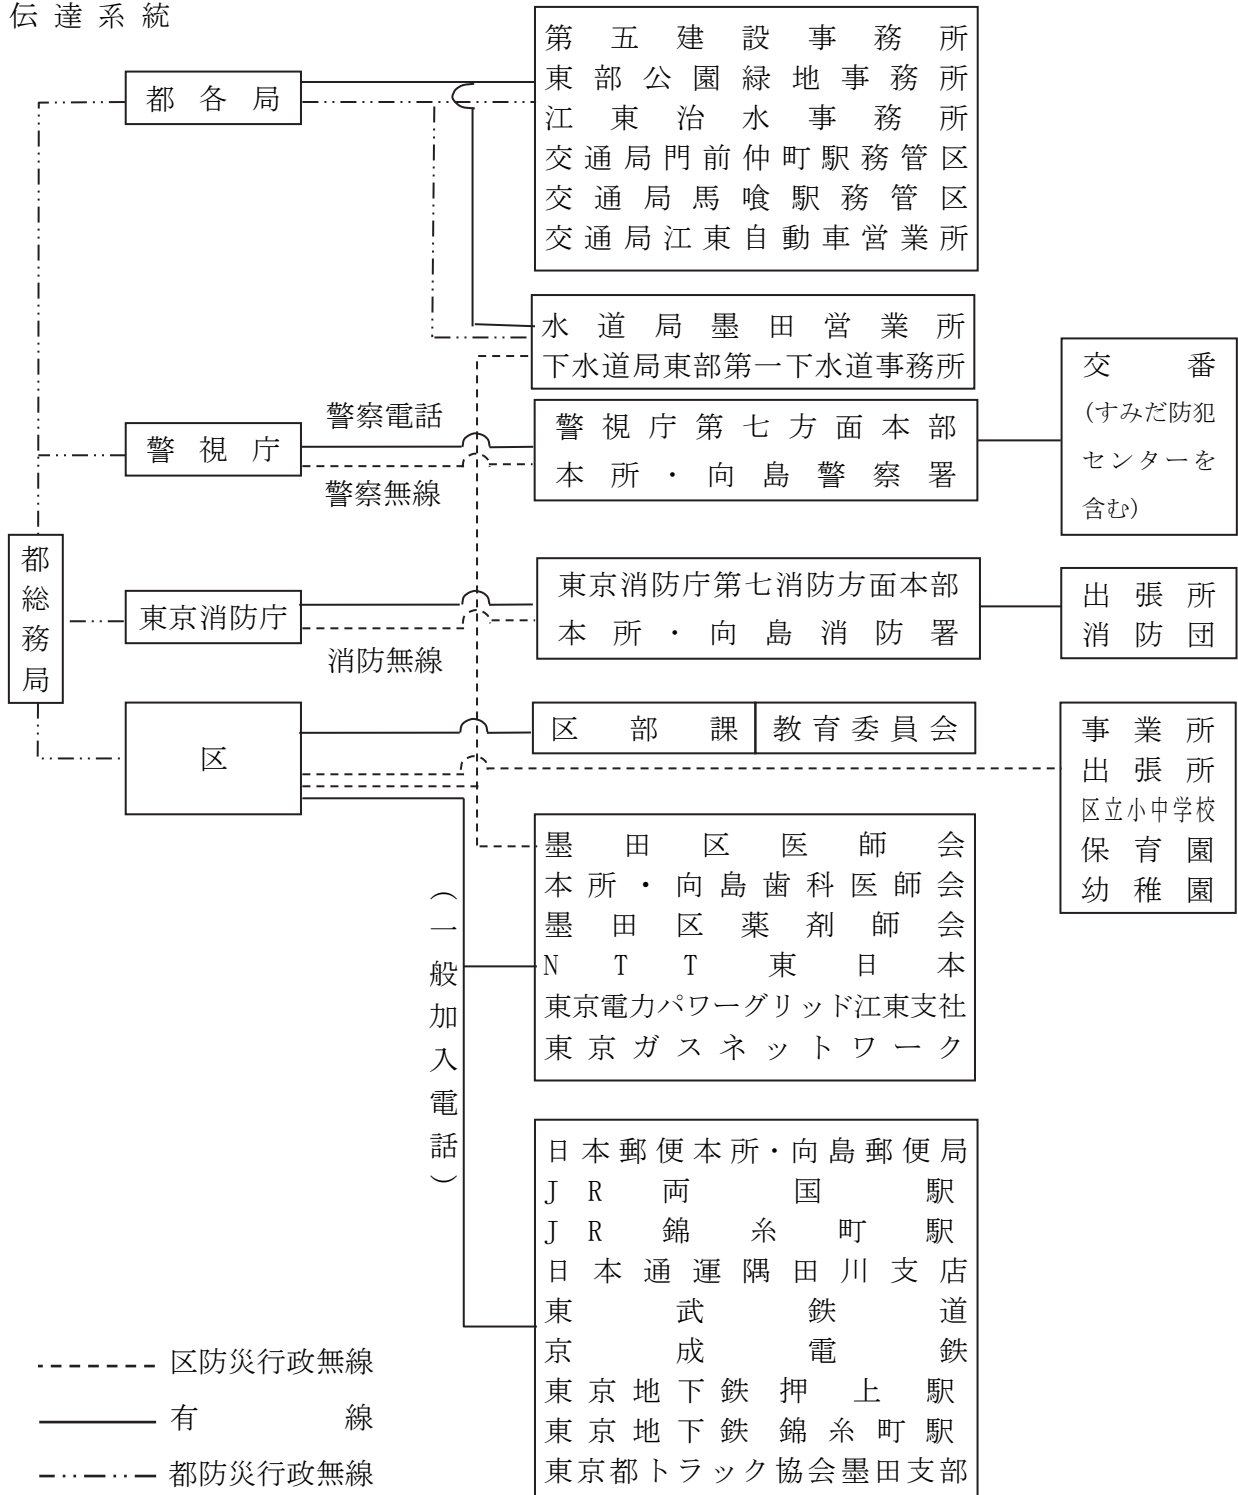 伝達系統
都各局
第五建設事務所
東部公園緑地事務所
江東治水事務所
交通局門前仲町駅務管区
交通局馬喰駅務管区
交通局江東自動車営業所
水道局墨田営業所
下水道局東部第一下水道事務所
警視庁
警察電話
警察無線
警視庁第七方面本部
本所・向島警察署
交番
(すみだ防犯
センターを
含む)
都総務局
東京消防庁
消防無線
東京消防庁第七消防方面本部
本所・向島消防署
出張所
消防団
区
区部課
教育委員会
事業所
出張所
区立小中学校
保育園
幼稚園
(一般加入電話)
墨田区医師会
本所・向島歯科医師会
墨田区薬剤師会
NTT東日本
東京電力パワーグリッド江東支社
東京ガスネットワーク
日本郵便本所・向島郵便局
JR両国駅
JR錦糸町駅
日本通運隅田川支店
東武鉄道
京成電鉄
東京地下鉄押上駅
東京地下鉄錦糸町駅
東京都トラック協会墨田支部
区防災行政無線
有線
都防災行政無線